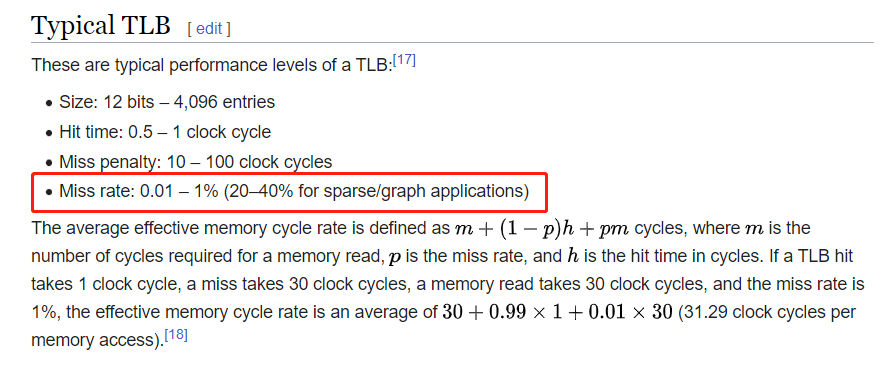 Typical TLB [ edit ]
These are typical performance levels of a TLB:[17]
• Size: 12 bits – 4,096 entries
• Hit time: 0.5 – 1 clock cycle
• Miss penalty: 10 – 100 clock cycles
• Miss rate: 0.01 – 1% (20–40% for sparse/graph applications)
The average effective memory cycle rate is defined as m + (1 − p)h + pm cycles, where m is the
number of cycles required for a memory read, p is the miss rate, and h is the hit time in cycles. If a TLB hit
takes 1 clock cycle, a miss takes 30 clock cycles, a memory read takes 30 clock cycles, and the miss rate is
1%, the effective memory cycle rate is an average of 30 + 0.99 × 1 + 0.01 × 30 (31.29 clock cycles per
memory access).[18]